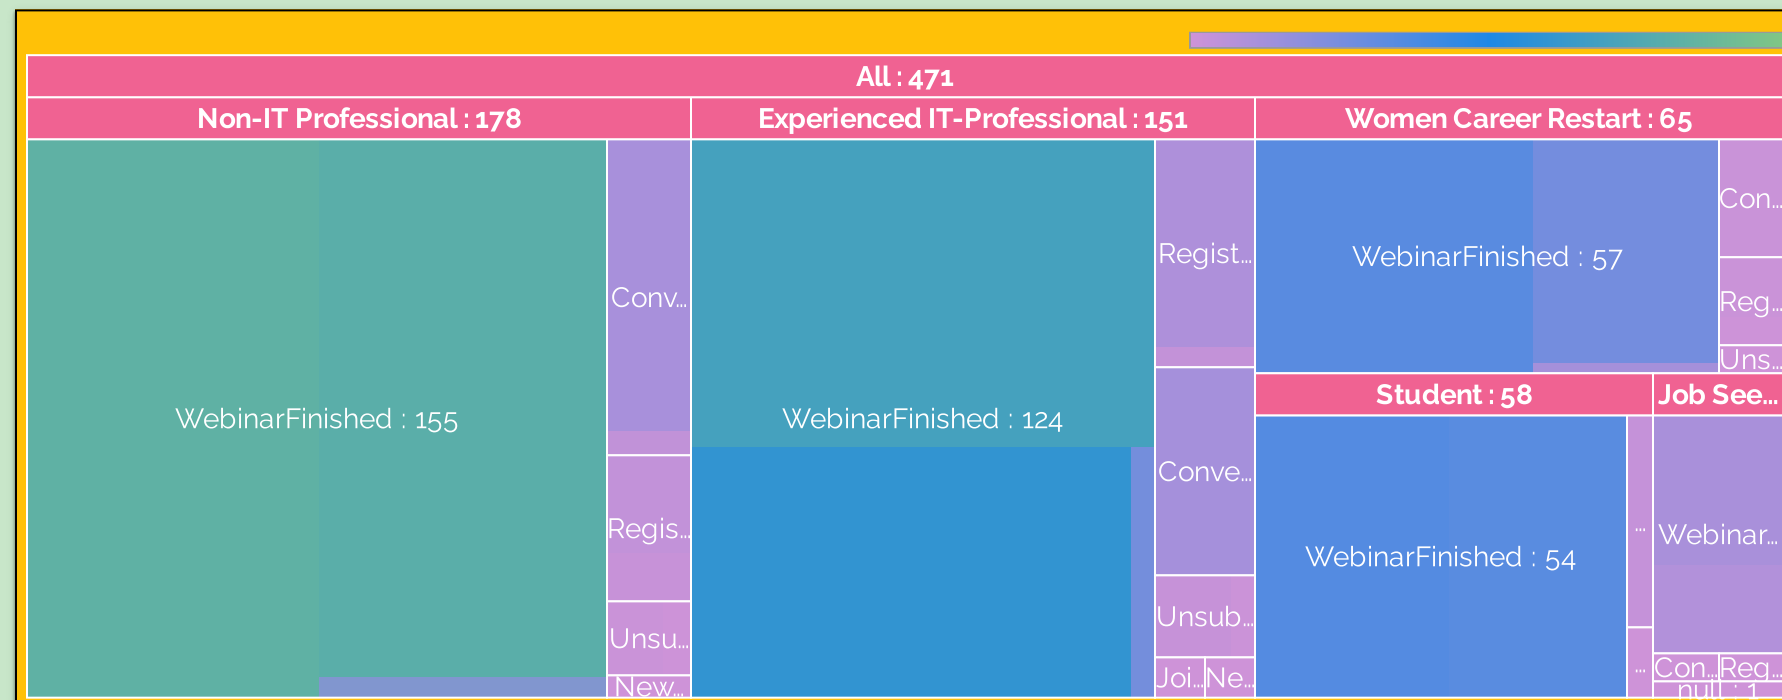 All : 471
Non-IT Professional : 178
Experienced IT-Professional : 151
Women Career Restart : 65
WebinarFinished : 155
Conv...
Regis...
Unsu...
New...
WebinarFinished : 124
Regist...
Conve...
Unsub...
Joi...
Ne...
WebinarFinished : 57
Con...
Reg...
Uns...
Student : 58
Job See...
WebinarFinished : 54
...
...
Webinar...
Con...
Reg...
null : 1